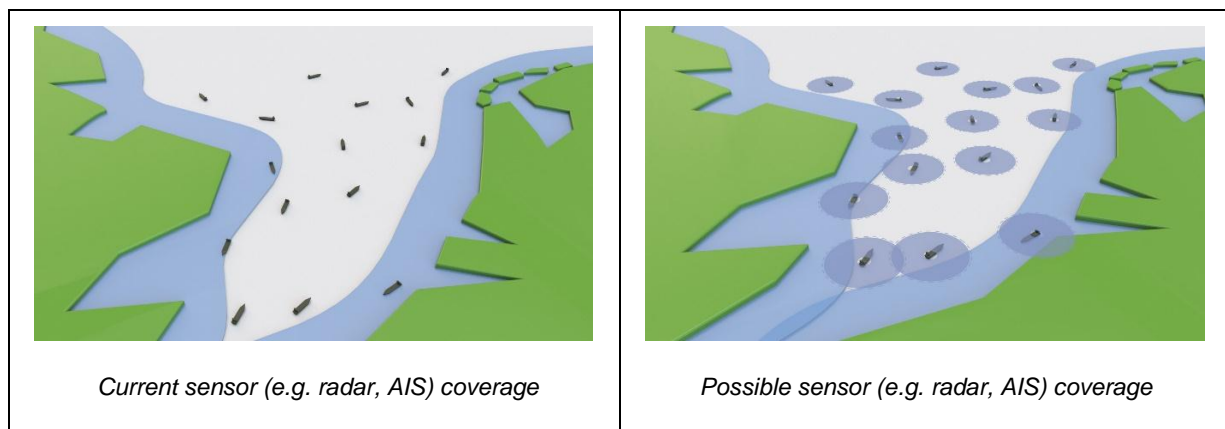 Current sensor (e.g. radar, AIS) coverage
Possible sensor (e.g. radar, AIS) coverage